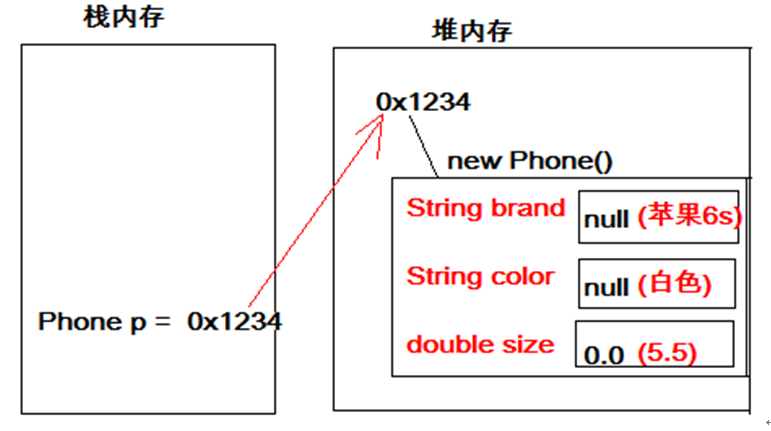 栈内存
堆内存
0x1234
new Phone()
String brand null (苹果6s)
String color null (白色)
double size 0.0 (5.5)
Phone p = 0x1234